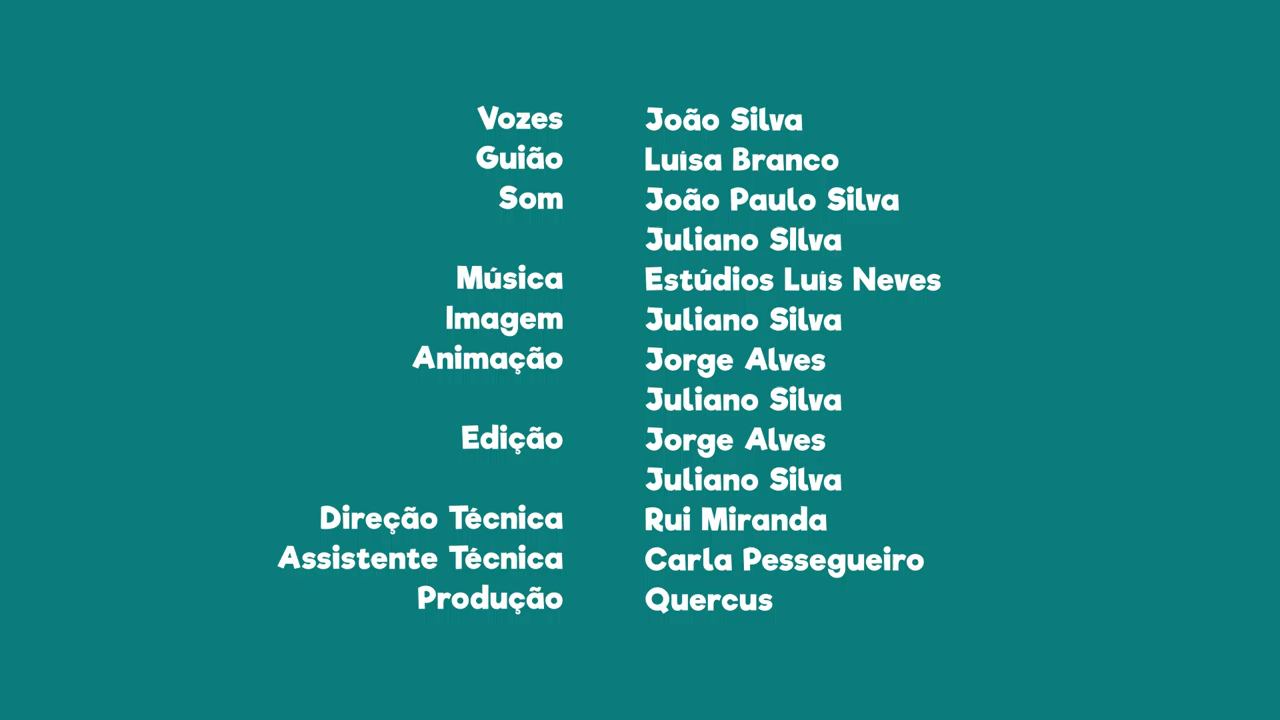 Vozes João Silva
Guião Luísa Branco
Som João Paulo Silva
Juliano SIlva
Música Estúdios Luís Neves
Imagem Juliano Silva
Animação Jorge Alves
Juliano Silva
Edição Jorge Alves
Juliano Silva
Direção Técnica Rui Miranda
Assistente Técnica Carla Pessegueiro
Produção Quercus